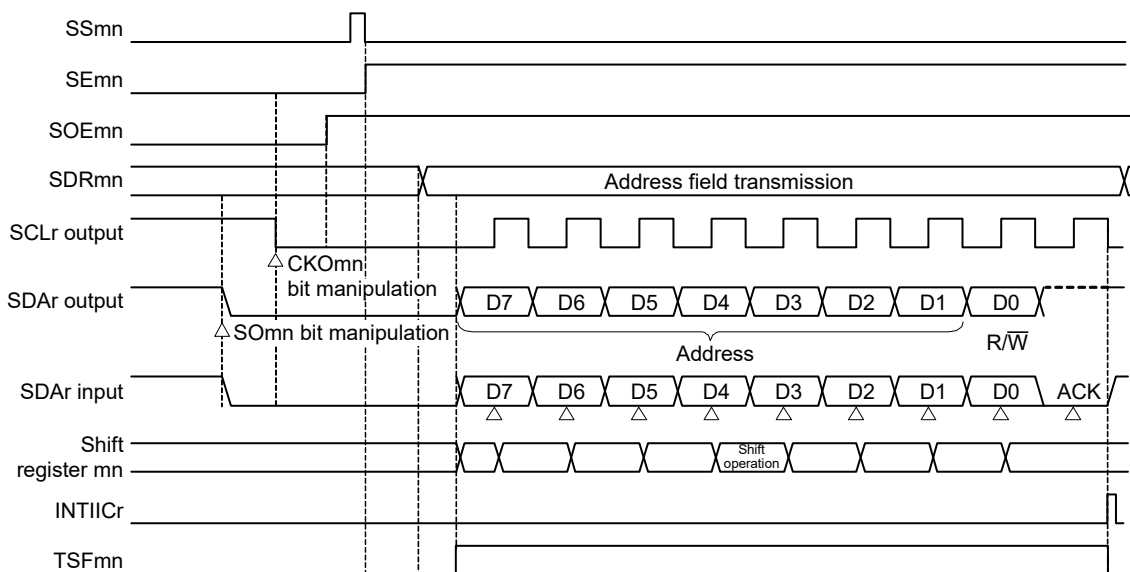 SSmn
SEmn
SOEmn
SDRmn
Address field transmission
SCLr output
CKOmn
bit manipulation
SDAr output
D7 D6 D5 D4 D3 D2 D1 D0
SOmn bit manipulation
Address
R/W̅
SDAr input
D7 D6 D5 D4 D3 D2 D1 D0 ACK
Shift
register mn
Shift
operation
INTIICr
TSFmn